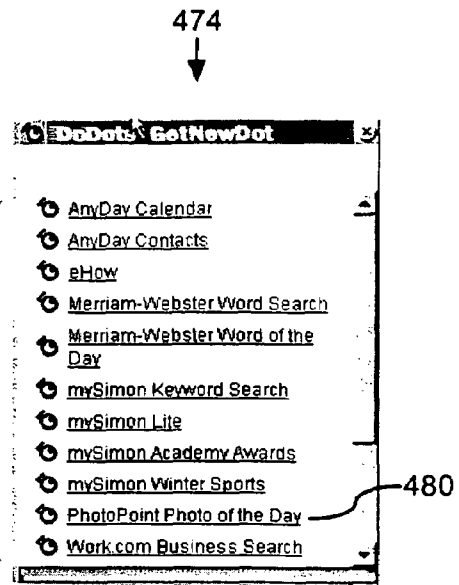 474
DoDots GetNewDot
AnyDay Calendar
AnyDay Contacts
eHow
Merriam-Webster Word Search
Merriam-Webster Word of the
Day
mySimon Keyword Search
mySimon Lite
mySimon Academy Awards
mySimon Winter Sports
PhotoPoint Photo of the Day
480
Work.com Business Search